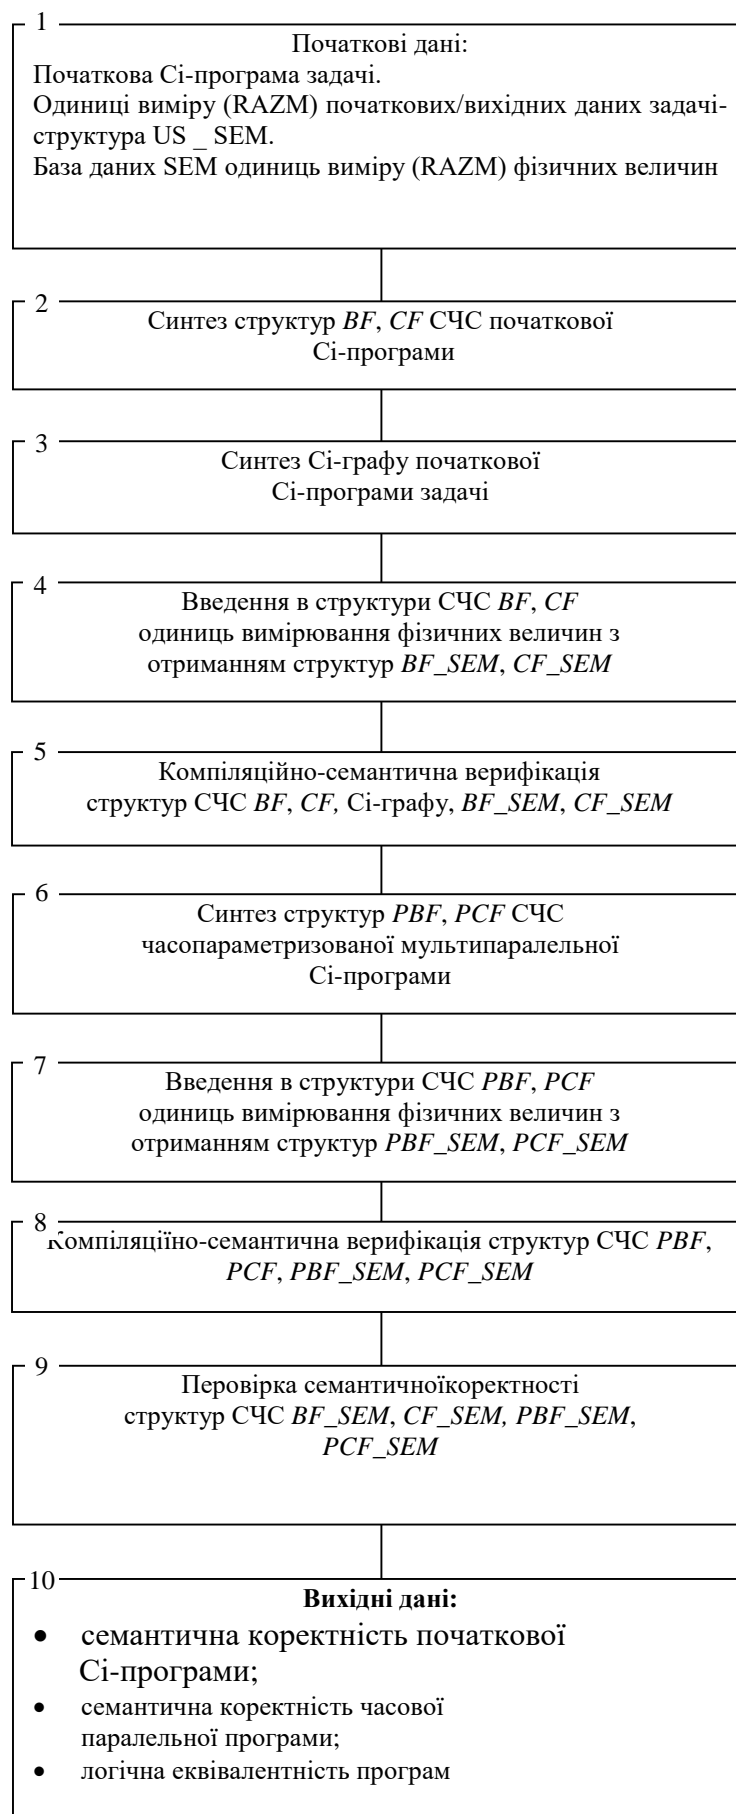 1
Початкові дані:
Початкова Сі-програма задачі.
Одиниці виміру (RAZM) початкових/вихідних даних задачі-
структура US _ SEM.
База даних SEM одиниць виміру (RAZM) фізичних величин
2
Синтез структур BF, CF СЧС початкової
Сі-програми
3
Синтез Сі-графу початкової
Сі-програми задачі
4
Введення в структури СЧС BF, CF
одиниць вимірювання фізичних величин з
отриманням структур BF_SEM, CF_SEM
5
Компіляційно-семантична верифікація
структур СЧС BF, CF, Сі-графу, BF_SEM, CF_SEM
6
Синтез структур PBF, PCF СЧС
часопараметризованої мультипаралельної
Сі-програми
7
Введення в структури СЧС PBF, PCF
одиниць вимірювання фізичних величин з
отриманням структур PBF_SEM, PCF_SEM
8
Компіляціїно-семантична верифікація структур СЧС PBF,
PCF, PBF_SEM, PCF_SEM
9
Перовірка семантичноїкоректності
структур СЧС BF_SEM, CF_SEM, PBF_SEM,
PCF_SEM
10
Вихідні дані:
• семантична коректність початкової
Сі-програми;
• семантична коректність часової
паралельної програми;
• логічна еквівалентність програм